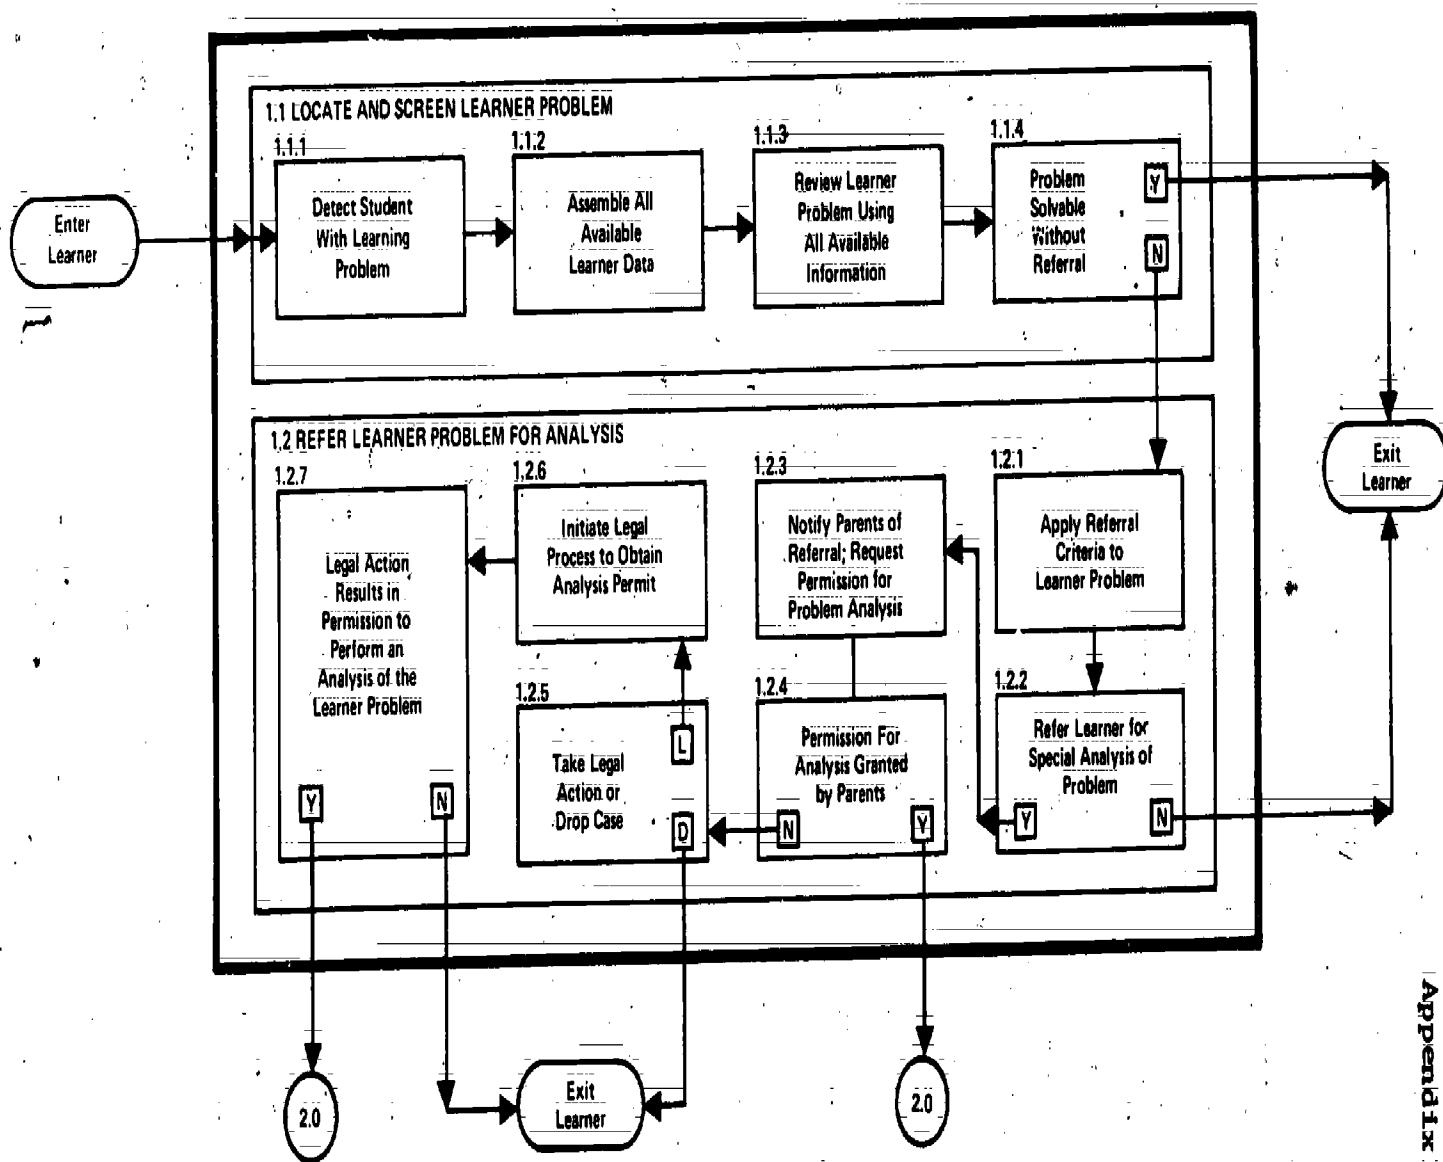 1.1 LOCATE AND SCREEN LEARNER PROBLEM
1.1.1
1.1.2
1.1.3
1.1.4
Enter
Learner
Detect Student
With Learning
Problem
Assemble All
Available
Learner Data
Review Learner
Problem Using
All Available
Information
Problem
Solvable
Without
Referral
Y
N
Exit
Learner
1.2 REFER LEARNER PROBLEM FOR ANALYSIS
1.2.7
1.2.6
1.2.3
1.2.1
Legal Action
Results in
Permission to
Perform an
Analysis of the
Learner Problem
Y
N
Initiate Legal
Process to Obtain
Analysis Permit
Notify Parents of
Referral; Request
Permission for
Problem Analysis
Apply Referral
Criteria to
Learner Problem
1.2.5
1.2.4
1.2.2
Take Legal
Action or
Drop Case
L
D
Permission For
Analysis Granted
by Parents
N
Y
Refer Learner for
Special Analysis of
Problem
Y
N
2.0
Exit
Learner
2.0
Appendix